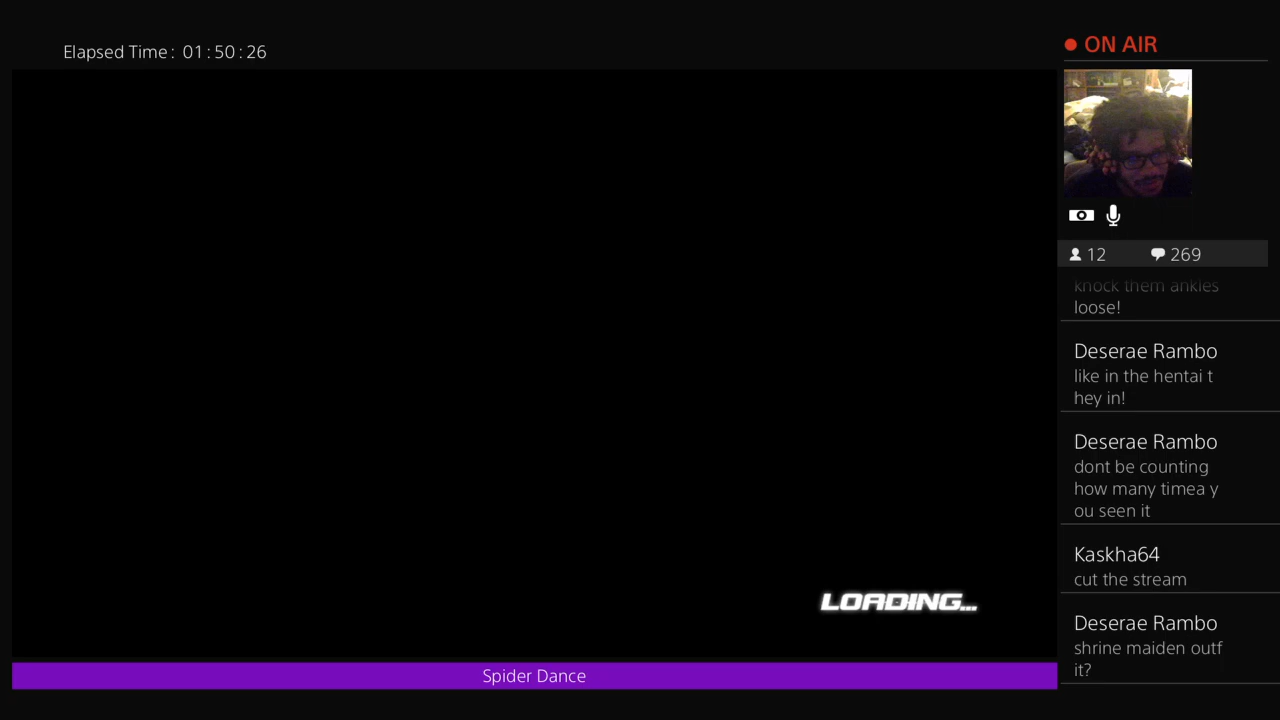 Elapsed Time: 01:50:26
ON AIR
12 269
knock them ankles
loose!
Deserae Rambo
like in the hentai t
hey in!
Deserae Rambo
dont be counting
how many timea y
ou seen it
Kaskha64
cut the stream
Deserae Rambo
shrine maiden outf
it?
LOADING...
Spider Dance